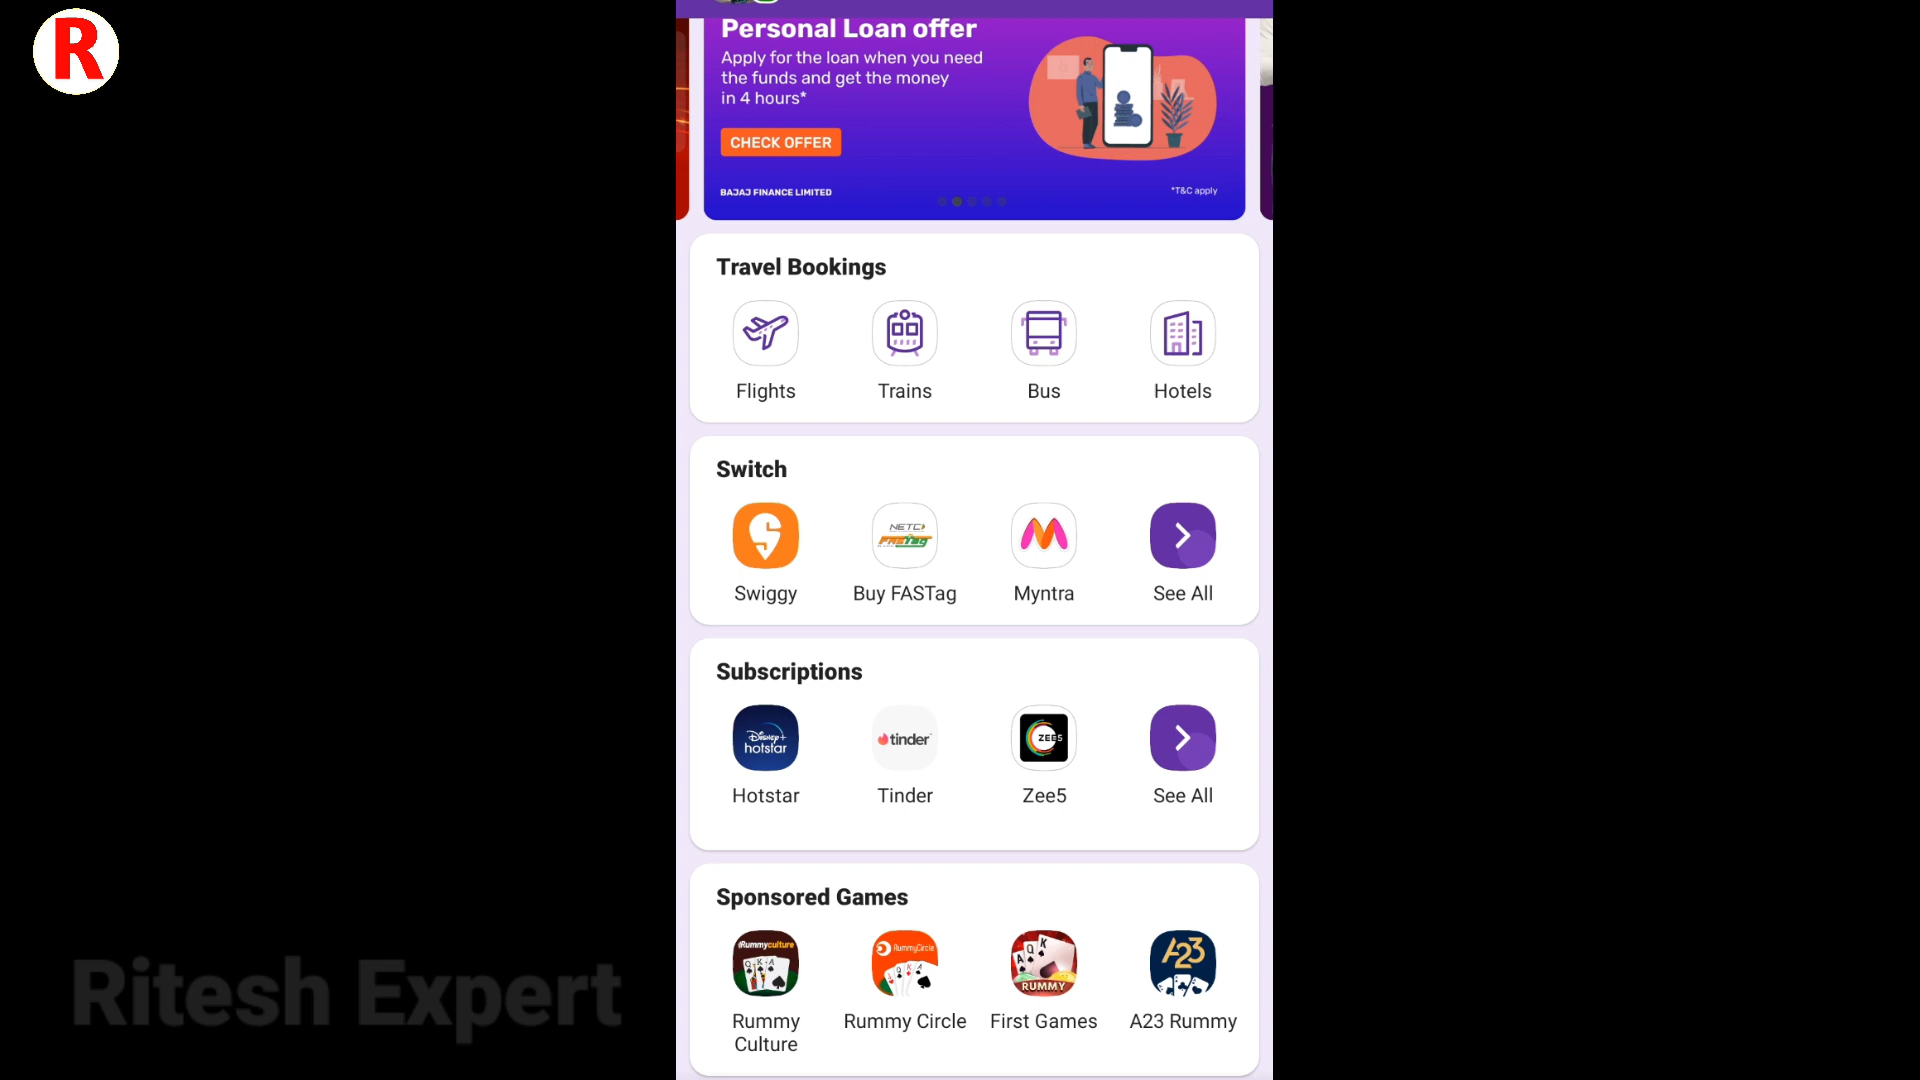 R
Personal Loan offer
Apply for the loan when you need
the funds and get the money
in 4 hours*
CHECK OFFER
BAJAJ FINANCE LIMITED
*T&C apply
Travel Bookings
Flights Trains Bus Hotels
Switch
NETC
FASTag
Swiggy Buy FASTag Myntra See All
Subscriptions
Disney+
hotstar
tinder
ZEE5
Hotstar Tinder Zee5 See All
Sponsored Games
Rummyculture
RummyCircle
A23
RUMMY
Rummy Rummy Circle First Games A23 Rummy
Culture
Ritesh Expert